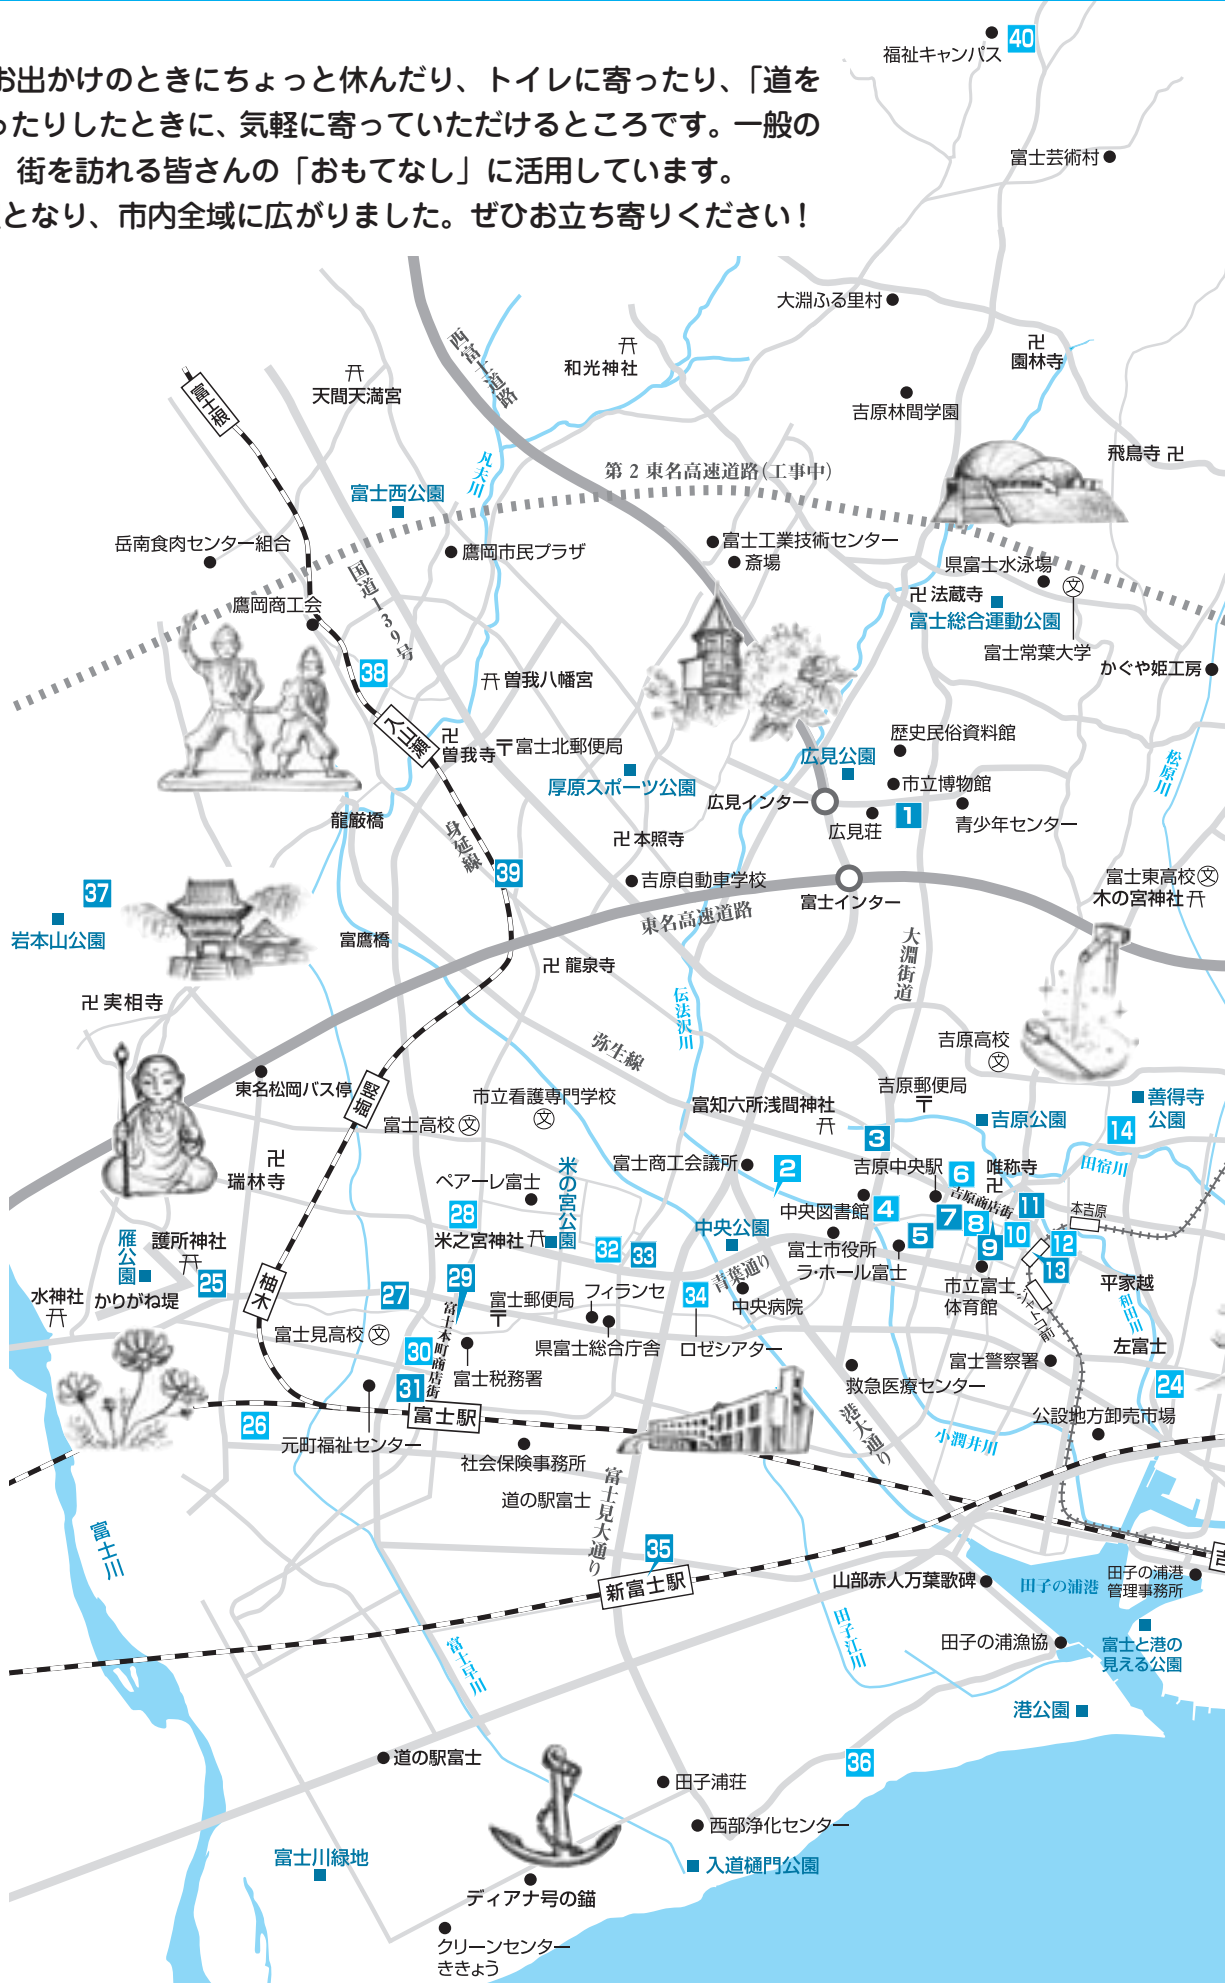 お出かけのときにちょっと休んだり、トイレに寄ったり、「道を
ったりしたときに、気軽に寄っていただけるところです。一般の
街を訪れる皆さんの「おもてなし」に活用しています。
となり、市内全域に広がりました。ぜひお立ち寄りください！
40
福祉キャンパス
富士芸術村
大淵ふる里村
卍
園林寺
和光神社
西富士道路
天間天満宮
富士根
吉原林間学園
飛鳥寺 卍
凡夫川
第2東名高速道路(工事中)
富士西公園
岳南食肉センター組合
鷹岡市民プラザ
富士工業技術センター
斎場
県富士水泳場
文
卍法蔵寺
富士総合運動公園
富士常葉大学
国道139号
鷹岡商工会
38
かぐや姫工房
曽我八幡宮
入山瀬
卍
曽我寺
〒富士北郵便局
歴史民俗資料館
広見公園
厚原スポーツ公園
市立博物館
松原川
広見インター
広見荘
1
青少年センター
龍巌橋
身延線
卍本照寺
39
吉原自動車学校
富士インター
富士東高校文
木の宮神社
37
岩本山公園
東名高速道路
富鷹橋
大淵街道
卍龍泉寺
卍実相寺
伝法沢川
弥生線
吉原高校
文
東名松岡バス停
竪堀
市立看護専門学校
文
吉原郵便局
〒
善得寺
公園
富知六所浅間神社
吉原公園
富士高校文
3
14
卍
瑞林寺
米の宮公園
富士商工会議所
2
吉原中央駅
6
唯称寺
卍
田宿川
ペアーレ富士
吉原商店街
11
本吉原
28
中央図書館
4
7
8
10
12
雁公園
護所神社
米之宮神社
32
33
中央公園
富士市役所
5
9
13
25
柚木
ラ・ホール富士
水神社
かりがね堤
27
29
富士郵便局
〒
フィランセ
34
青葉通り
中央病院
市立富士
体育館
平家越
ジャトコ前
和田川
富士見高校文
富士本町商店街
30
県富士総合庁舎
ロゼシアター
左富士
富士警察署
31
富士税務署
救急医療センター
24
富士駅
26
公設地方卸売市場
元町福祉センター
港大通り
小潤井川
社会保険事務所
道の駅富士
富士見大通り
富士川
35
新富士駅
山部赤人万葉歌碑
田子の浦港
田子の浦港
管理事務所
吉
田子江川
富士早川
田子の浦漁協
富士と港の
見える公園
港公園
道の駅富士
36
田子浦荘
西部浄化センター
富士川緑地
入道樋門公園
ディアナ号の錨
クリーンセンター
ききょう